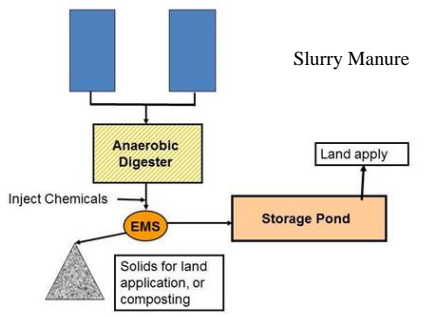 Slurry Manure
Anaerobic
Digester
Land apply
Inject Chemicals
EMS
Storage Pond
Solids for land
application, or
composting